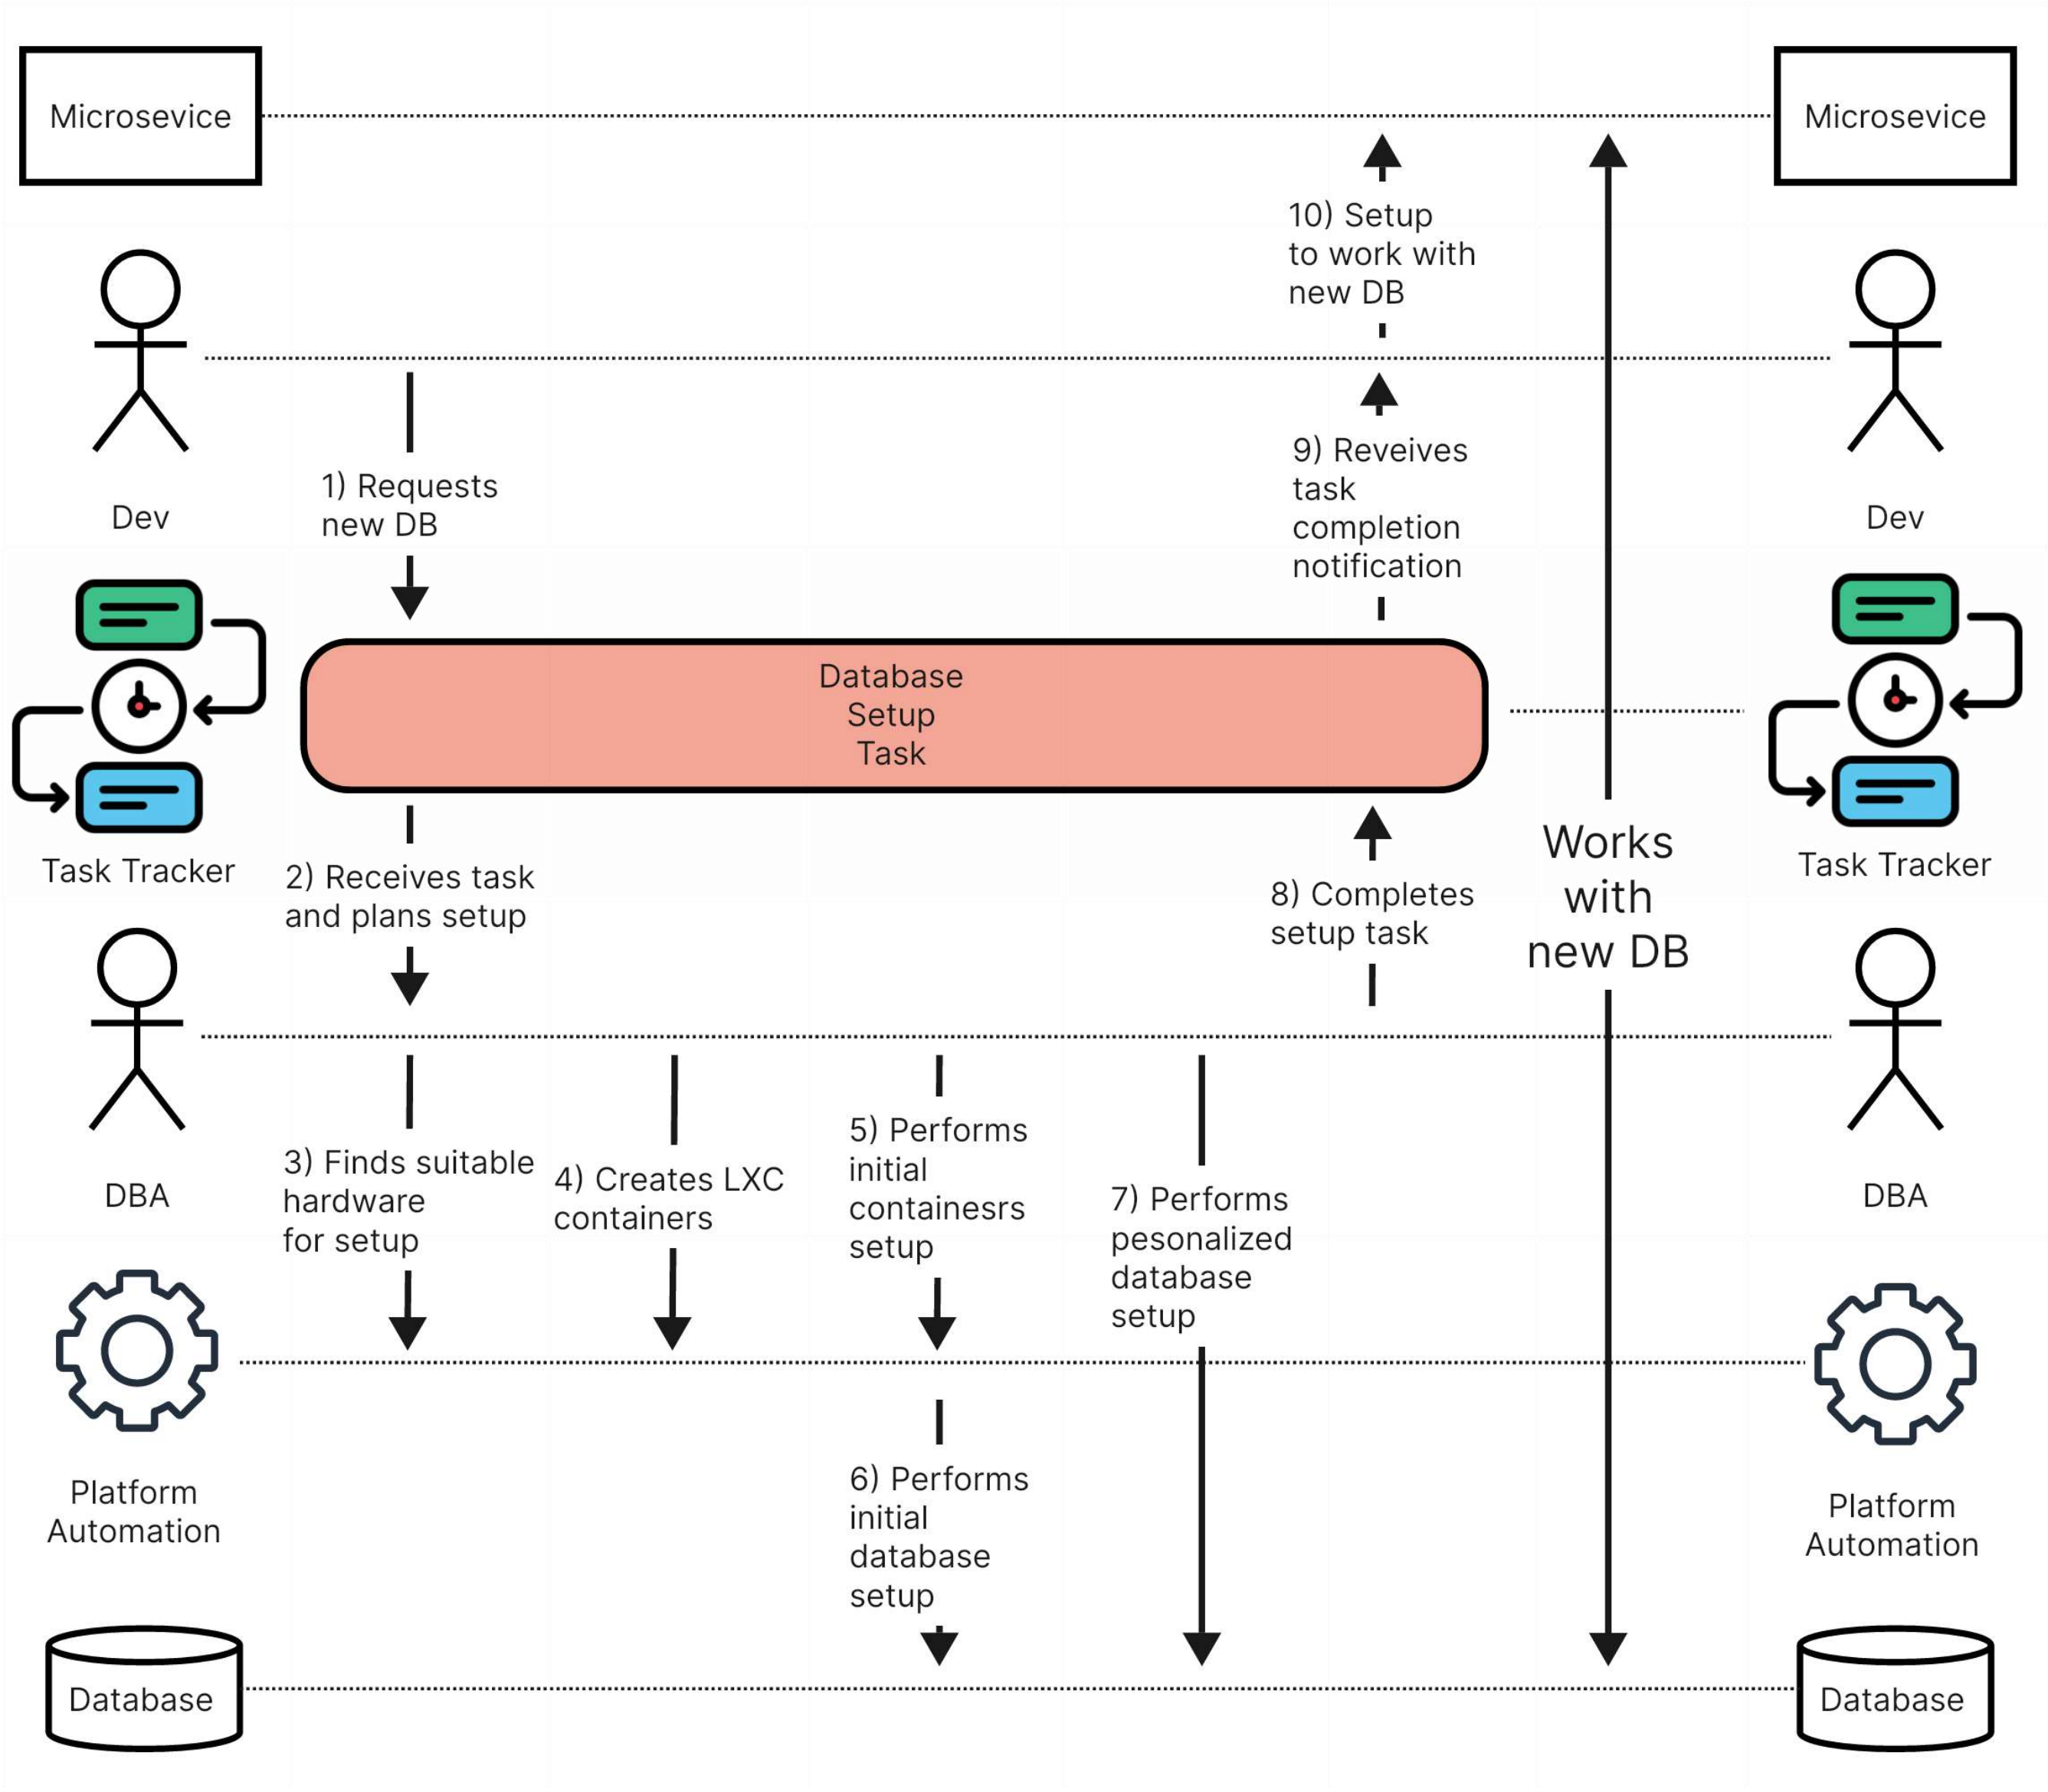 Microsevice
Microsevice
10) Setup
to work with
new DB
Dev
Dev
1) Requests
new DB
9) Reveives
task
completion
notification
Database
Setup
Task
Task Tracker
Task Tracker
2) Receives task
and plans setup
8) Completes
setup task
Works
with
new DB
DBA
DBA
3) Finds suitable
hardware
for setup
4) Creates LXC
containers
5) Performs
initial
containesrs
setup
7) Performs
pesonalized
database
setup
Platform
Automation
Platform
Automation
6) Performs
initial
database
setup
Database
Database